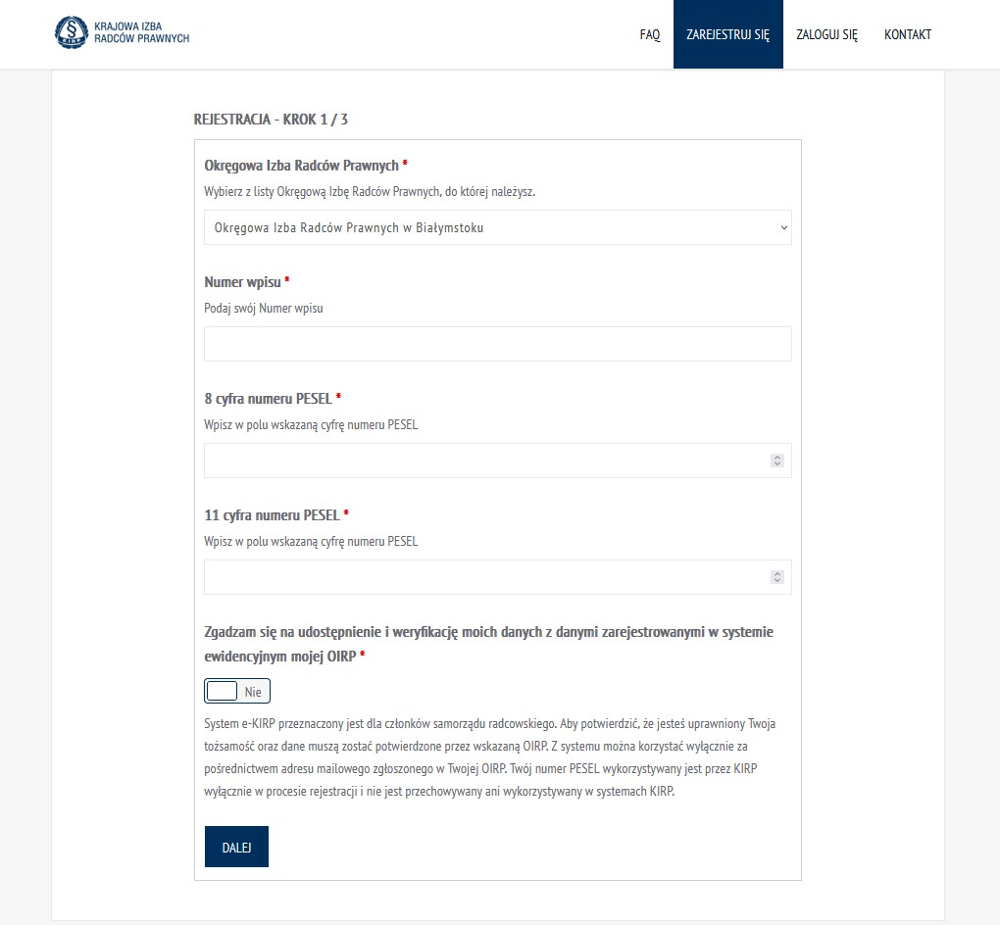 KRAJOWA IZBA
RADCÓW PRAWNYCH
KIRP
FAQ
ZAREJESTRUJ SIĘ
ZALOGUJ SIĘ
KONTAKT
REJESTRACJA - KROK 1 / 3
Okręgowa Izba Radców Prawnych *
Wybierz z listy Okręgową Izbę Radców Prawnych, do której należysz.
Okręgowa Izba Radców Prawnych w Białymstoku
Numer wpisu *
Podaj swój Numer wpisu
8 cyfra numeru PESEL *
Wpisz w polu wskazaną cyfrę numeru PESEL
11 cyfra numeru PESEL *
Wpisz w polu wskazaną cyfrę numeru PESEL
Zgadzam się na udostępnienie i weryfikację moich danych z danymi zarejestrowanymi w systemie
ewidencyjnym mojej OIRP *
Nie
System e-KIRP przeznaczony jest dla członków samorządu radcowskiego. Aby potwierdzić, że jesteś uprawniony Twoja
tożsamość oraz dane muszą zostać potwierdzone przez wskazaną OIRP. Z systemu można korzystać wyłącznie za
pośrednictwem adresu mailowego zgłoszonego w Twojej OIRP. Twój numer PESEL wykorzystywany jest przez KIRP
wyłącznie w procesie rejestracji i nie jest przechowywany ani wykorzystywany w systemach KIRP.
DALEJ